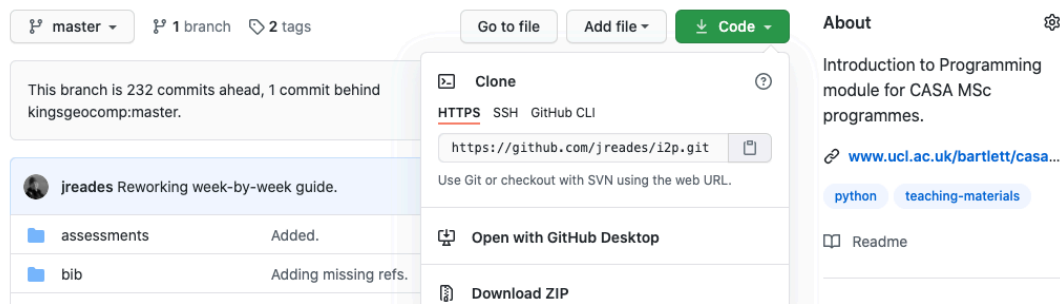 master
1 branch
2 tags
Go to file
Add file
Code
This branch is 232 commits ahead, 1 commit behind
kingsgeocomp:master.
jreades Reworking week-by-week guide.
assessments Added.
bib Adding missing refs.
Clone
HTTPS SSH GitHub CLI
https://github.com/jreades/i2p.git
Use Git or checkout with SVN using the web URL.
Open with GitHub Desktop
Download ZIP
About
Introduction to Programming
module for CASA MSc
programmes.
www.ucl.ac.uk/bartlett/casa...
python teaching-materials
Readme